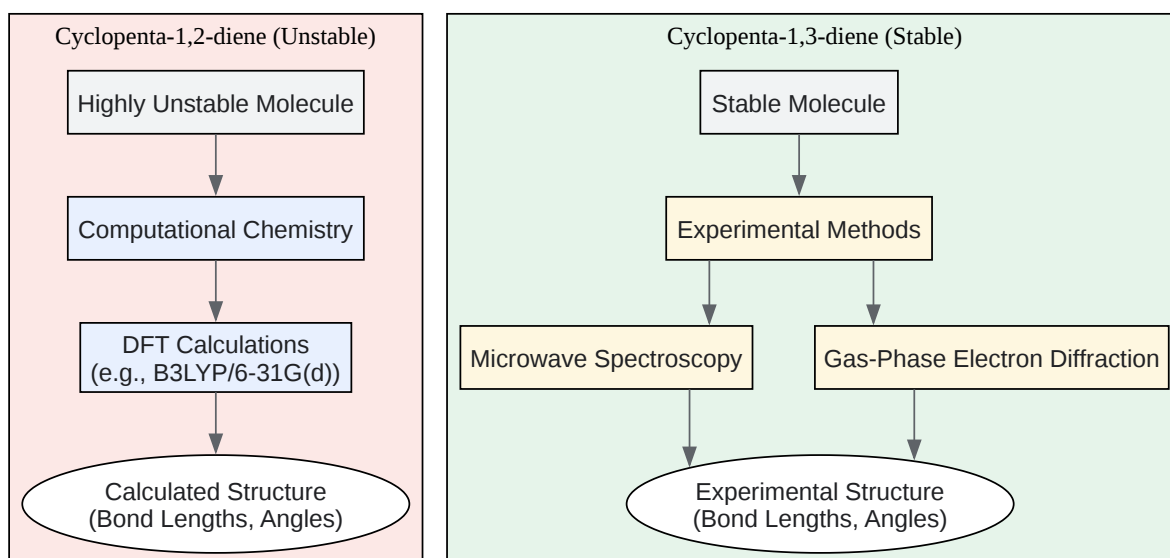 Cyclopenta-1,2-diene (Unstable)
Highly Unstable Molecule
Computational Chemistry
DFT Calculations
(e.g., B3LYP/6-31G(d))
Calculated Structure
(Bond Lengths, Angles)
Cyclopenta-1,3-diene (Stable)
Stable Molecule
Experimental Methods
Microwave Spectroscopy
Gas-Phase Electron Diffraction
Experimental Structure
(Bond Lengths, Angles)